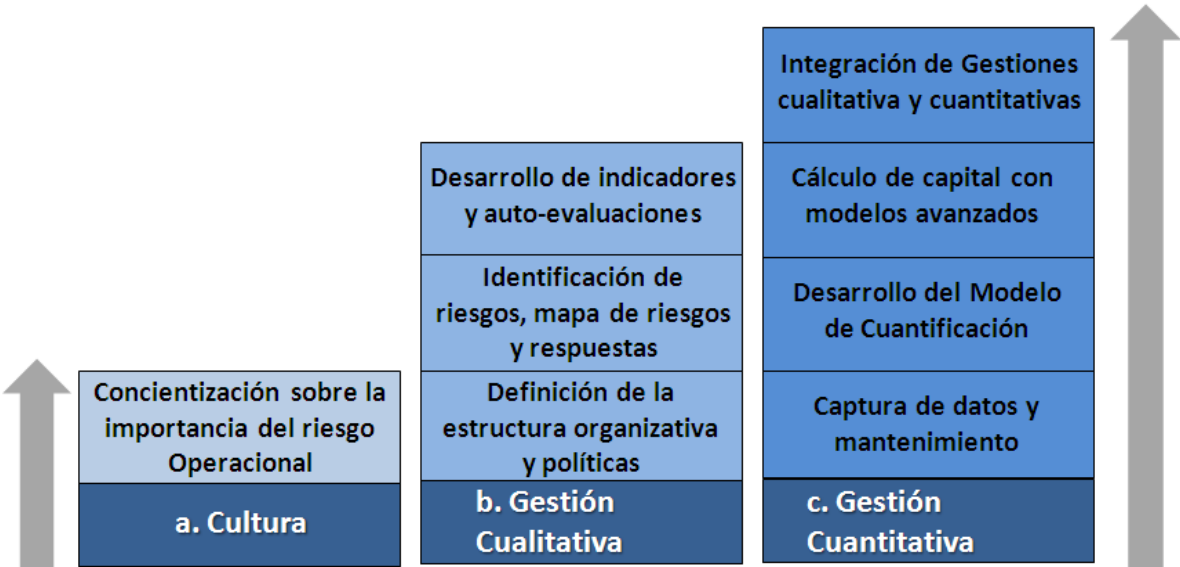 Concientización sobre la
importancia del riesgo
Operacional
a. Cultura
Desarrollo de indicadores
y auto-evaluaciones
Identificación de
riesgos, mapa de riesgos
y respuestas
Definición de la
estructura organizativa
y políticas
b. Gestión
Cualitativa
Integración de Gestiones
cualitativa y cuantitativas
Cálculo de capital con
modelos avanzados
Desarrollo del Modelo
de Cuantificación
Captura de datos y
mantenimiento
c. Gestión
Cuantitativa